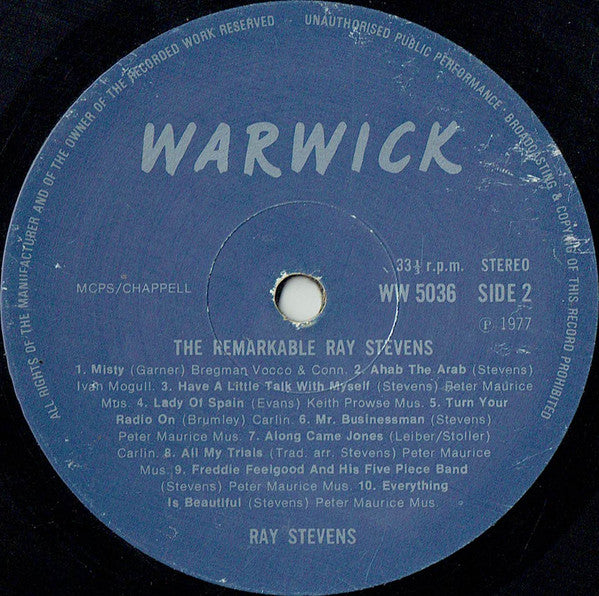 ALL RIGHTS OF THE MANUFACTURER AND OF THE OWNER OF THE RECORDED WORK RESERVED - UNAUTHORISED PUBLIC PERFORMANCE · BROADCASTING & COPYING OF THIS RECORD PROHIBITED
WARWICK
33⅓ r.p.m. STEREO
MCPS/CHAPPELL WW 5036 SIDE 2
℗ 1977
THE REMARKABLE RAY STEVENS
1. Misty (Garner) Bregman Vocco & Conn. 2. Ahab The Arab (Stevens)
Ivan Mogull. 3. Have A Little Talk With Myself (Stevens) Peter Maurice
Mus. 4. Lady Of Spain (Evans) Keith Prowse Mus. 5. Turn Your
Radio On (Brumley) Carlin. 6. Mr. Businessman (Stevens)
Peter Maurice Mus. 7. Along Came Jones (Leiber/Stoller)
Carlin. 8. All My Trials (Trad. arr. Stevens) Peter Maurice
Mus. 9. Freddie Feelgood And His Five Piece Band
(Stevens) Peter Maurice Mus. 10. Everything
Is Beautiful (Stevens) Peter Maurice Mus.
RAY STEVENS